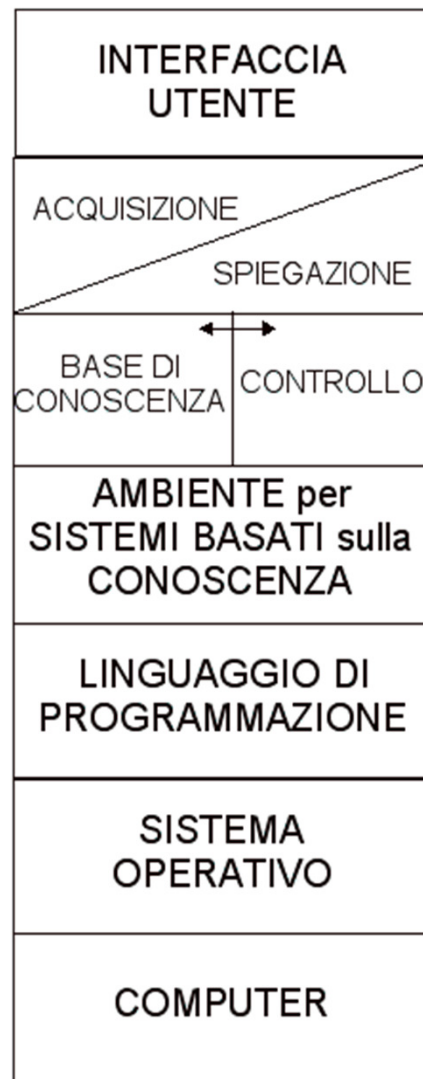 INTERFACCIA
UTENTE
ACQUISIZIONE
SPIEGAZIONE
BASE DI
CONOSCENZA
CONTROLLO
AMBIENTE per
SISTEMI BASATI sulla
CONOSCENZA
LINGUAGGIO DI
PROGRAMMAZIONE
SISTEMA
OPERATIVO
COMPUTER